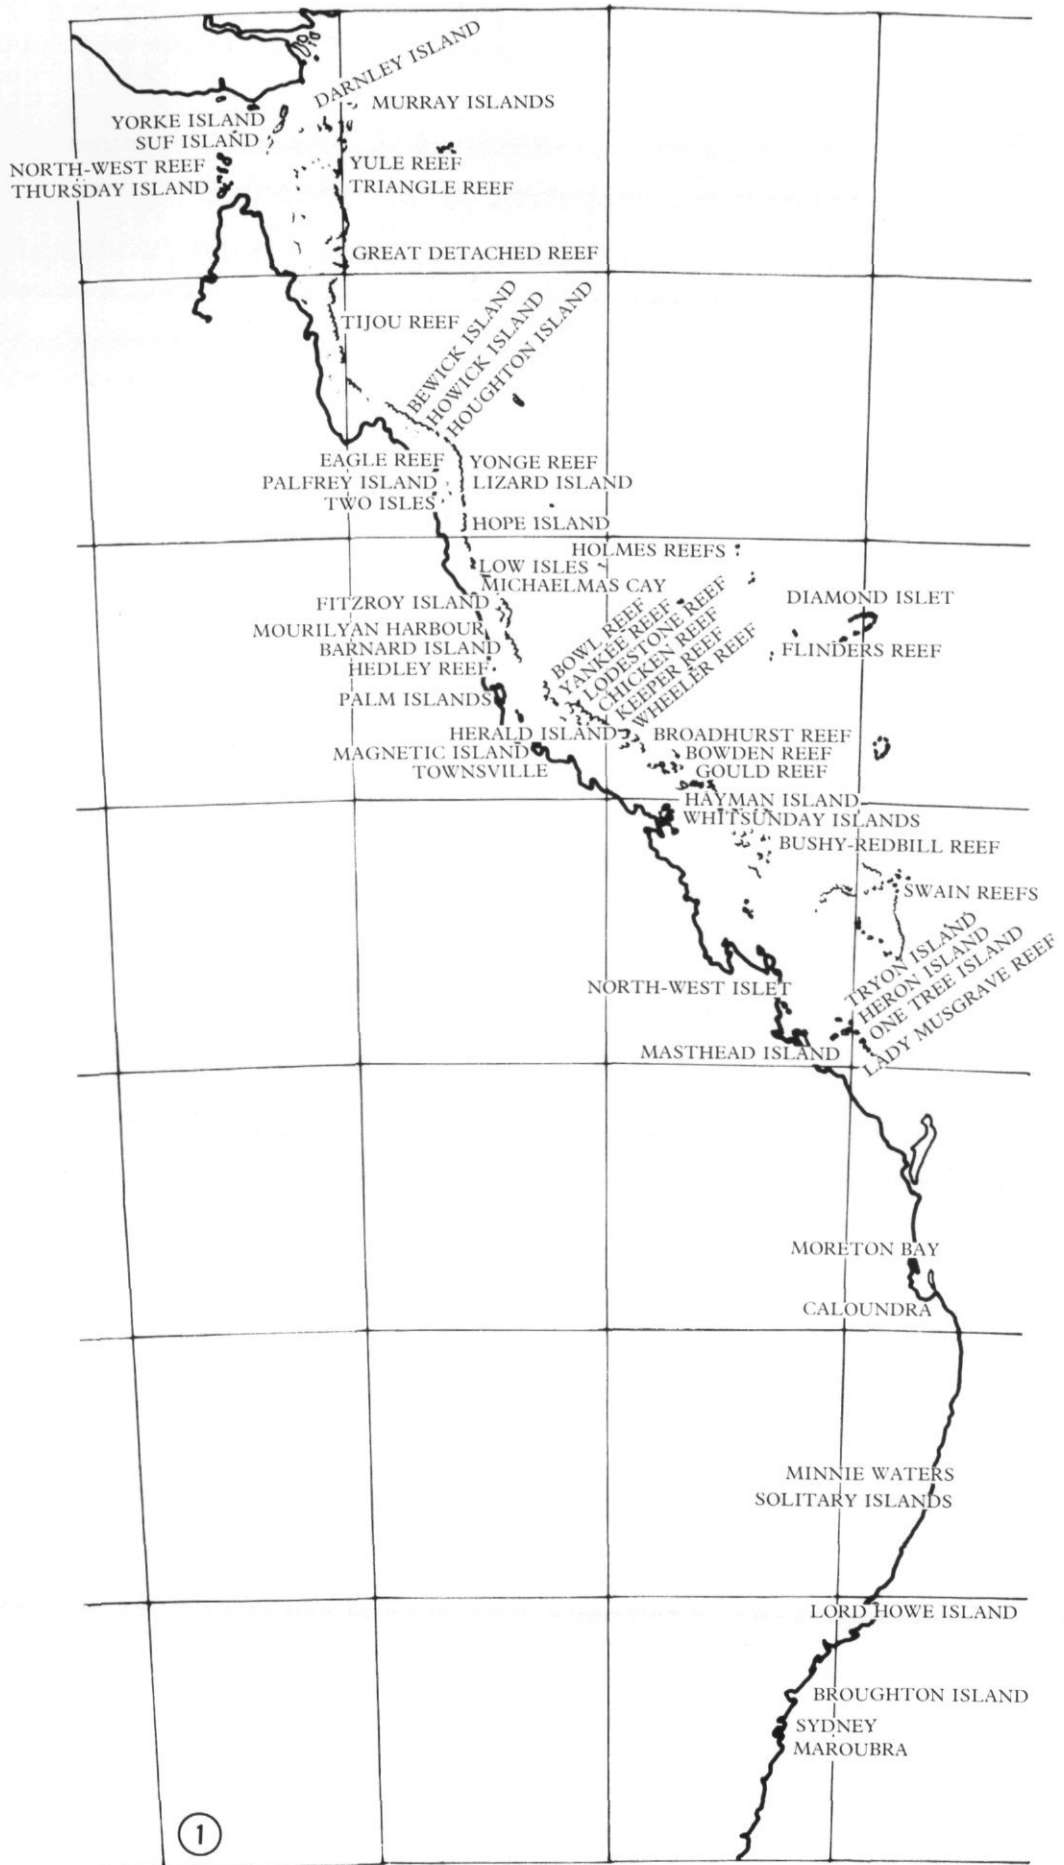 DARNLEY ISLAND
MURRAY ISLANDS
YORKE ISLAND
SUF ISLAND
NORTH-WEST REEF
THURSDAY ISLAND
YULE REEF
TRIANGLE REEF
GREAT DETACHED REEF
TIJOU REEF
BEWICK ISLAND
HOWICK ISLAND
HOUGHTON ISLAND
EAGLE REEF
PALFREY ISLAND
TWO ISLES
YONGE REEF
LIZARD ISLAND
HOPE ISLAND
HOLMES REEFS
LOW ISLES
MICHAELMAS CAY
FITZROY ISLAND
DIAMOND ISLET
MOURILYAN HARBOUR
BARNARD ISLAND
HEDLEY REEF
FLINDERS REEF
PALM ISLANDS
BOWL REEF
YANKEE REEF
LODESTONE REEF
CHICKEN REEF
KEEPER REEF
WHEELER REEF
HERALD ISLAND
MAGNETIC ISLAND
TOWNSVILLE
BROADHURST REEF
BOWDEN REEF
GOULD REEF
HAYMAN ISLAND
WHITSUNDAY ISLANDS
BUSHY-REDBILL REEF
SWAIN REEFS
TRYON ISLAND
HERON ISLAND
ONE TREE ISLAND
LADY MUSGRAVE REEF
NORTH-WEST ISLET
MASTHEAD ISLAND
MORETON BAY
CALOUNDRA
MINNIE WATERS
SOLITARY ISLANDS
LORD HOWE ISLAND
BROUGHTON ISLAND
SYDNEY
MAROUBRA
1